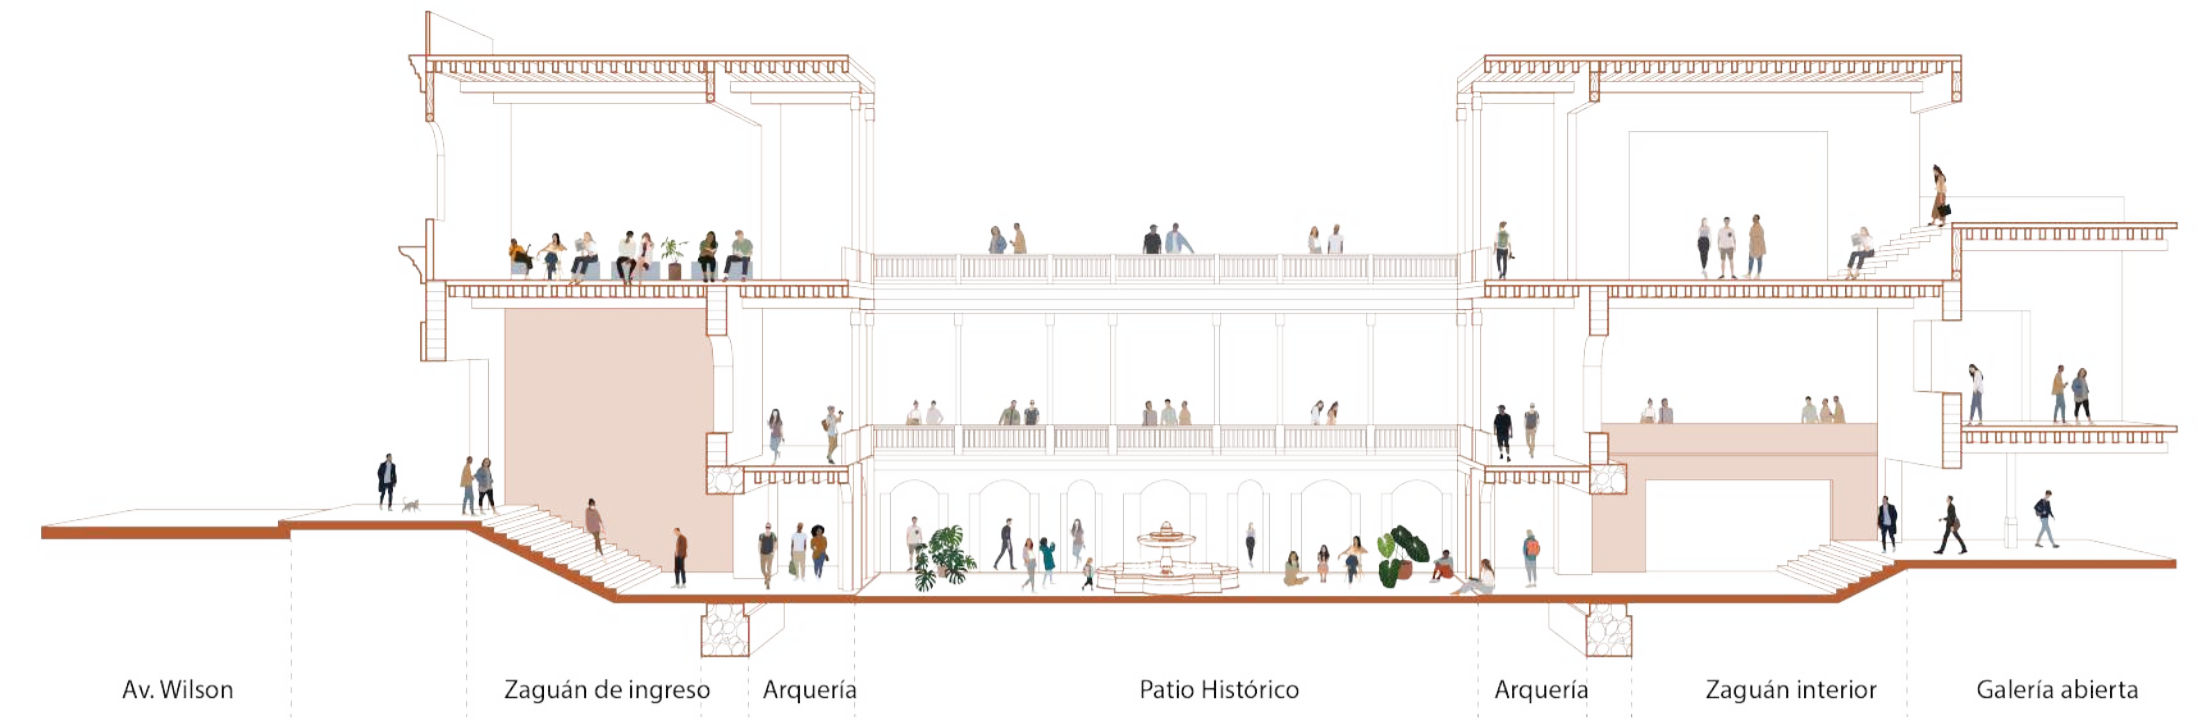 Av. Wilson
Zaguán de ingreso
Arquería
Patio Histórico
Arquería
Zaguán interior
Galería abierta